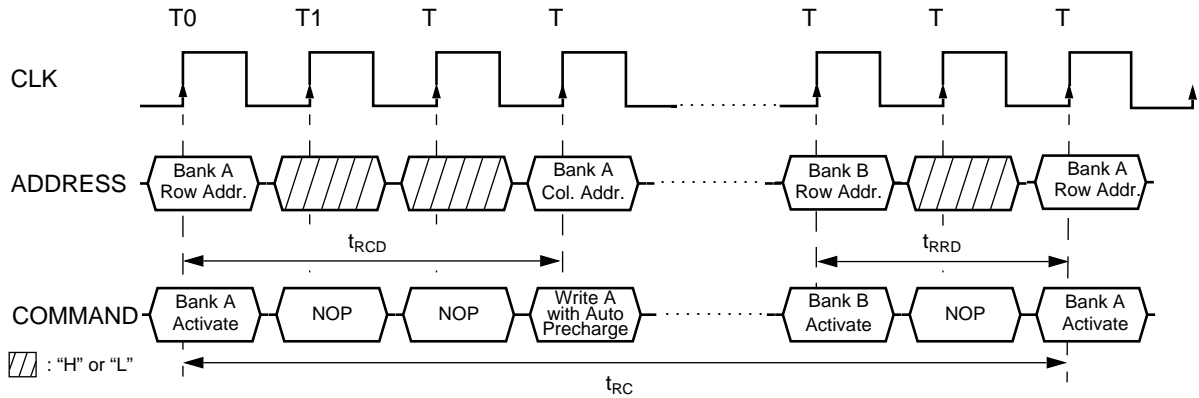 T0 T1 T T T T T
CLK
ADDRESS
Bank A
Row Addr.
Bank A
Col. Addr.
Bank B
Row Addr.
Bank A
Row Addr.
tRCD
tRRD
COMMAND
Bank A
Activate
NOP
NOP
Write A
with Auto
Precharge
Bank B
Activate
NOP
Bank A
Activate
: “H” or “L”
tRC